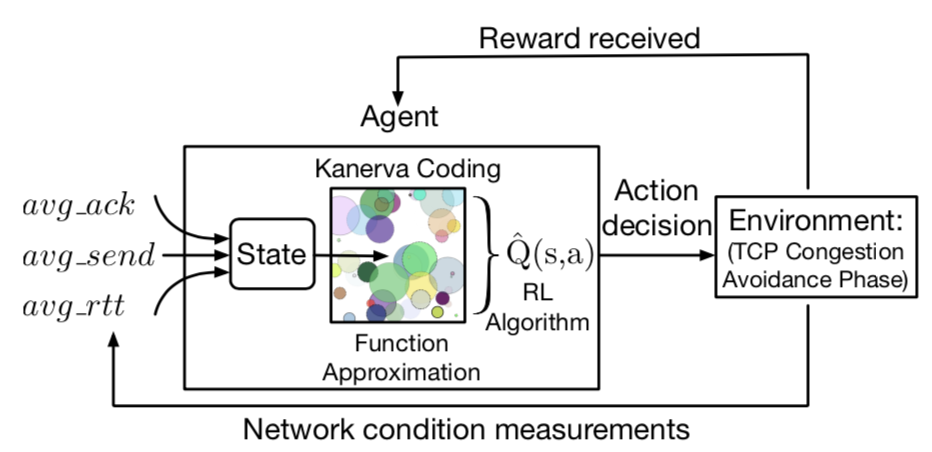 Reward received
Agent
Kanerva Coding
avg_ack
avg_send
avg_rtt
State
Q̂(s,a)
RL
Algorithm
Function
Approximation
Action
decision
Environment:
(TCP Congestion
Avoidance Phase)
Network condition measurements